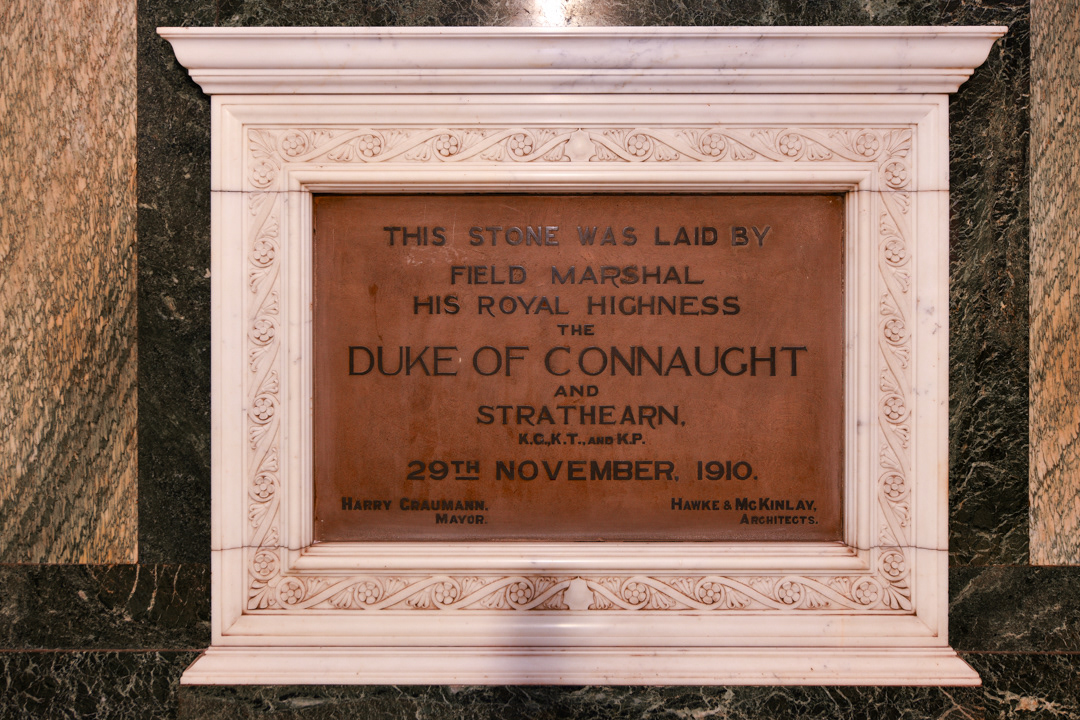 THIS STONE WAS LAID BY
FIELD MARSHAL
HIS ROYAL HIGHNESS
THE
DUKE OF CONNAUGHT
AND
STRATHEARN,
K.G., K.T., AND K.P.
29TH NOVEMBER, 1910.
HARRY GRAUMANN, HAWKE & MCKINLAY,
MAYOR. ARCHITECTS.